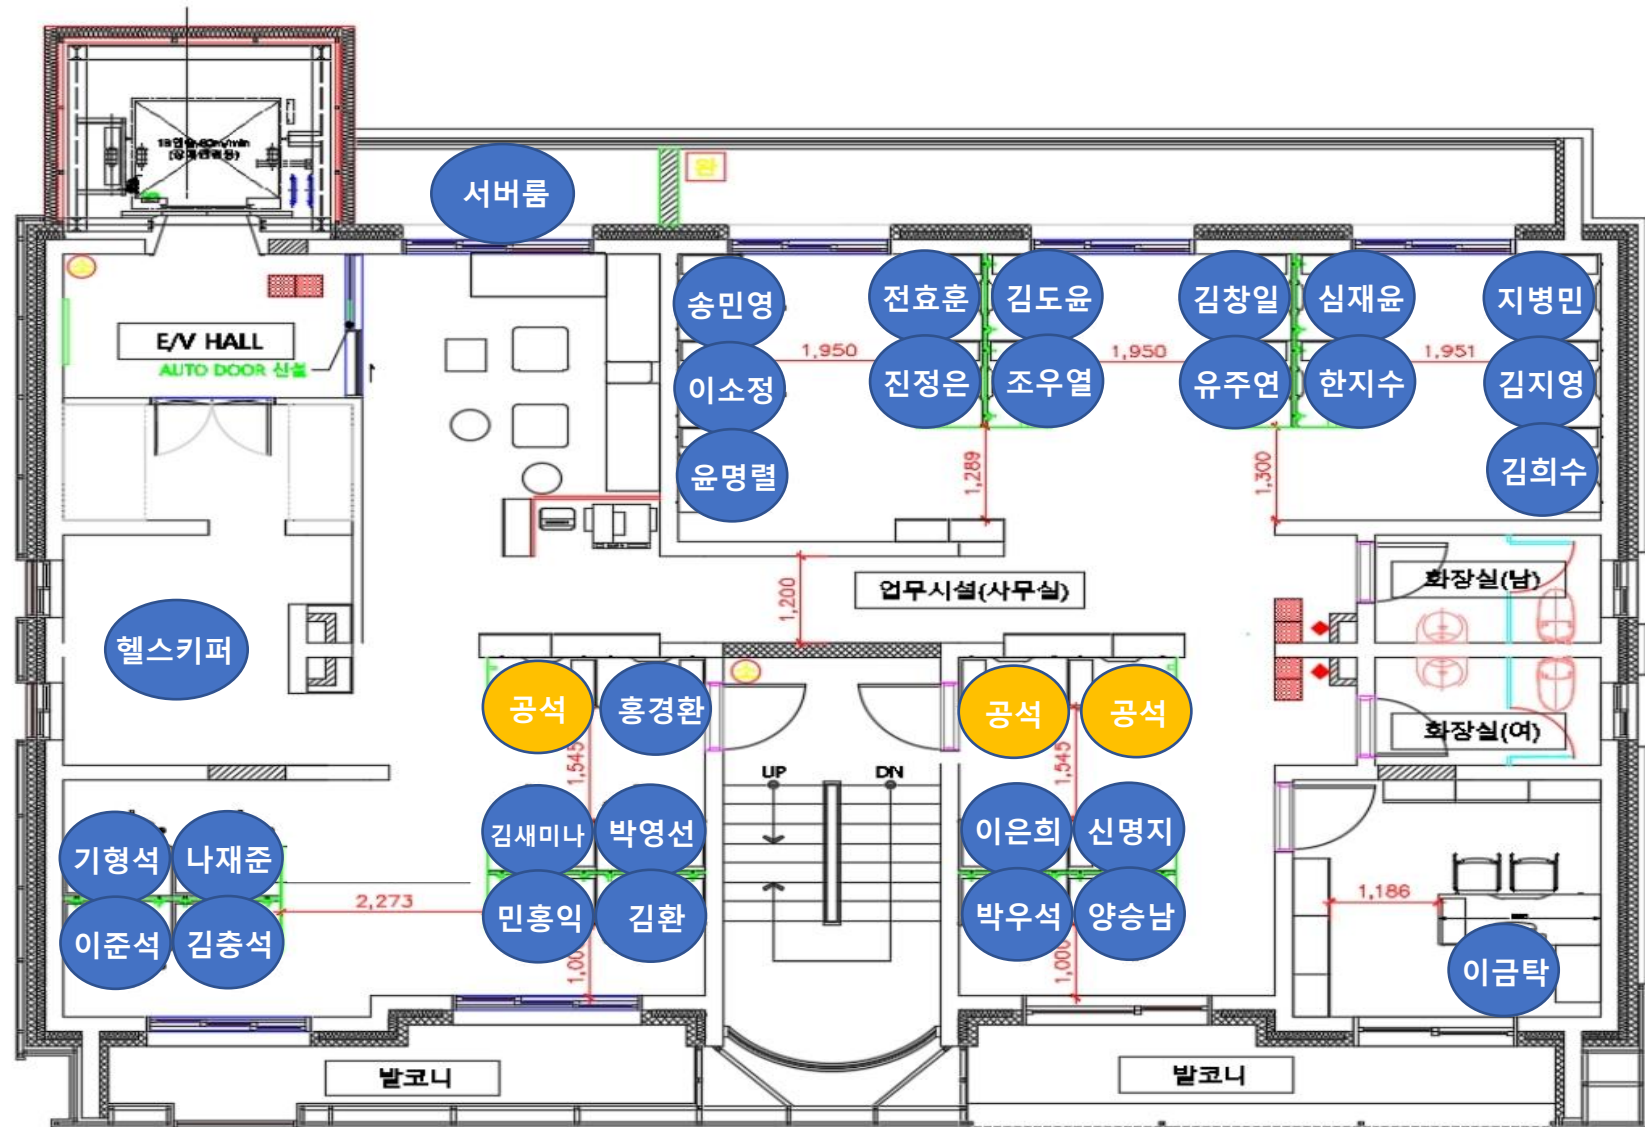 서버룸
완
소
E/V HALL
AUTO DOOR 신설
송민영
전효훈
김도윤
김창일
심재윤
지병민
1,950
1,950
1,951
이소정
진정은
조우열
유주연
한지수
김지영
윤명렬
김희수
1,289
1,300
1,200
업무시설(사무실)
화장실(남)
헬스키퍼
소
공석
홍경환
공석
공석
화장실(여)
1,545
1,545
UP
DN
김새미나
박영선
이은희
신명지
기형석
나재준
2,273
1,186
민홍익
김환
박우석
양승남
이준석
김충석
이금탁
발코니
발코니